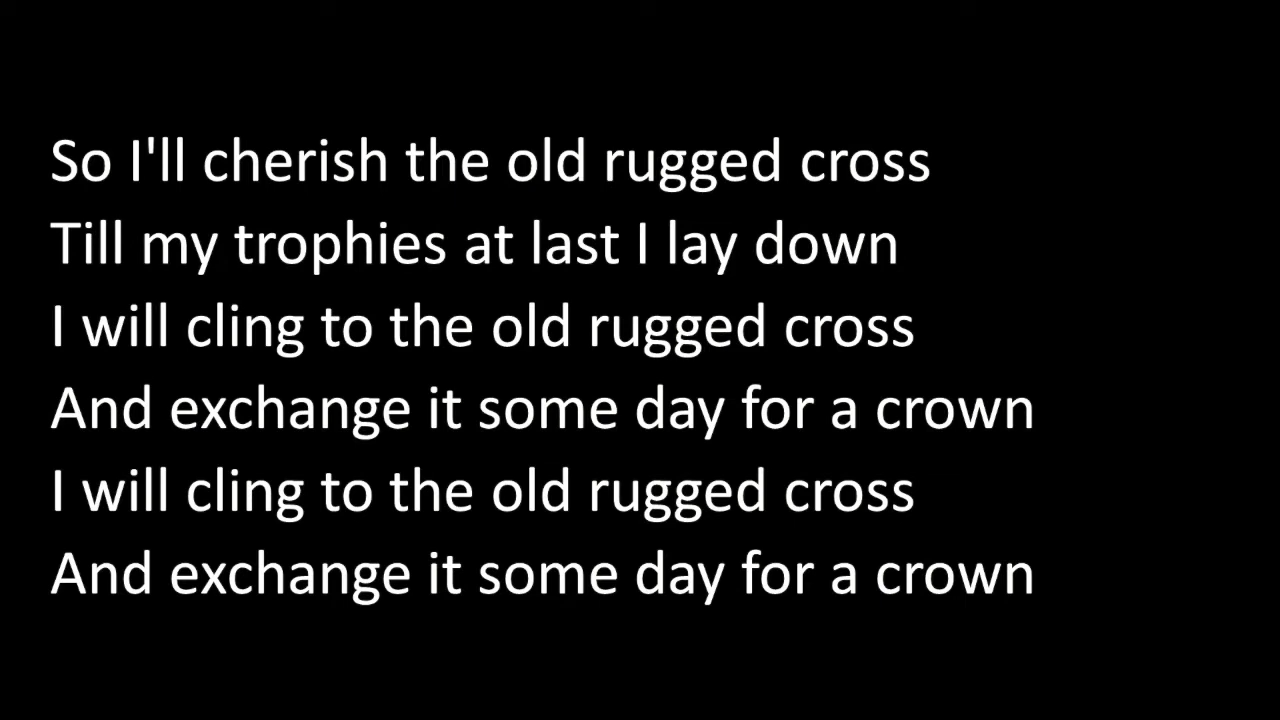 So I'll cherish the old rugged cross
Till my trophies at last I lay down
I will cling to the old rugged cross
And exchange it some day for a crown
I will cling to the old rugged cross
And exchange it some day for a crown